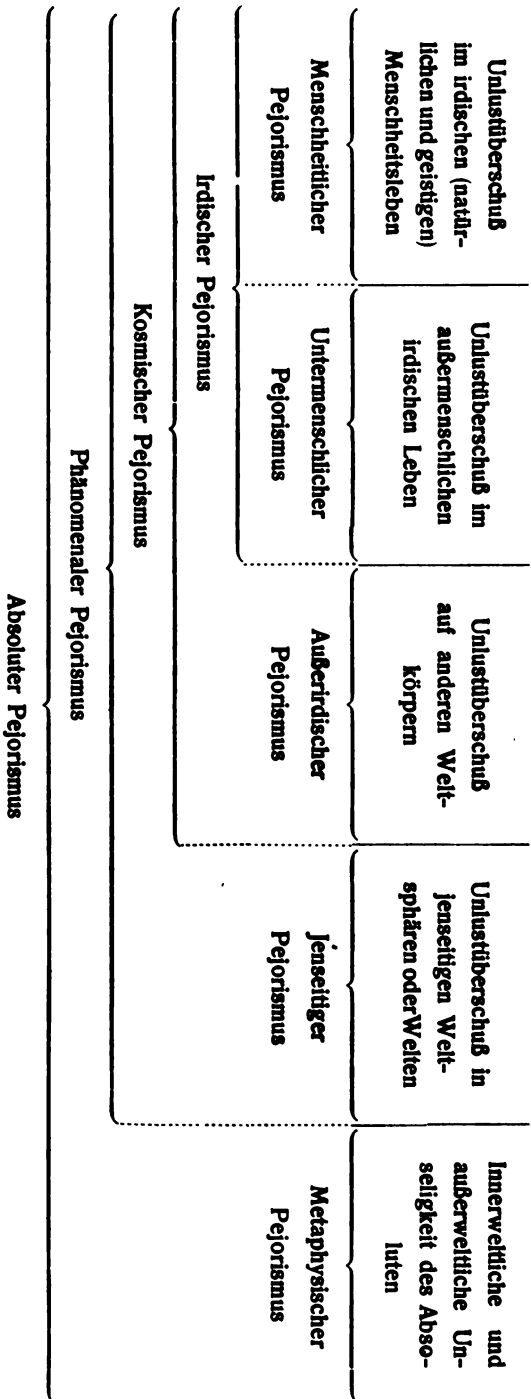 Unlustüberschuß
im irdischen (natür-
lichen und geistigen)
Menschheitsleben
Unlustüberschuß im
außermenschlichen
irdischen Leben
Unlustüberschuß
auf anderen Welt-
körpern
Unlustüberschuß in
jenseitigen Welt-
sphären oder Welten
Innerweltliche und
außerweltliche Un-
seligkeit des Abso-
luten
Menschheitlicher
Pejorismus
Untermenschlicher
Pejorismus
Außerirdischer
Pejorismus
Jenseitiger
Pejorismus
Metaphysischer
Pejorismus
Irdischer Pejorismus
Kosmischer Pejorismus
Phänomenaler Pejorismus
Absoluter Pejorismus